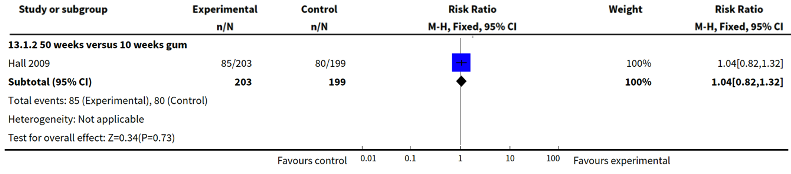 Study or subgroup Experimental Control Risk Ratio Weight Risk Ratio
n/N n/N M-H, Fixed, 95% CI M-H, Fixed, 95% CI
13.1.2 50 weeks versus 10 weeks gum
Hall 2009 85/203 80/199 100% 1.04[0.82,1.32]
Subtotal (95% CI) 203 199 100% 1.04[0.82,1.32]
Total events: 85 (Experimental), 80 (Control)
Heterogeneity: Not applicable
Test for overall effect: Z=0.34(P=0.73)
Favours control 0.01 0.1 1 10 100 Favours experimental